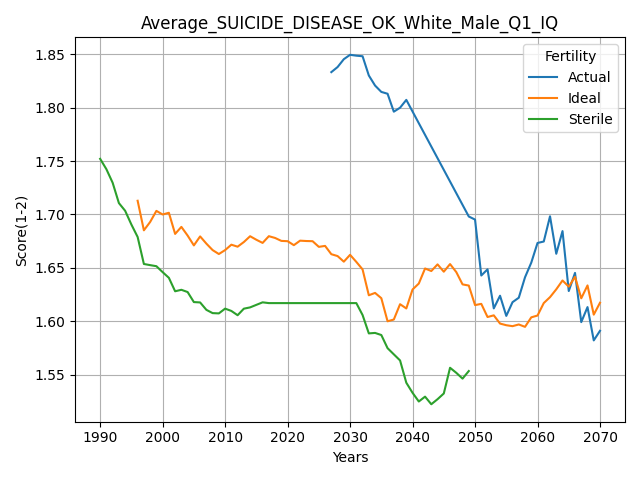 Average_SUICIDE_DISEASE_OK_White_Male_Q1_IQ
Fertility
Actual
Ideal
Sterile
Score(1-2)
1.85
1.80
1.75
1.70
1.65
1.60
1.55
1990 2000 2010 2020 2030 2040 2050 2060 2070
Years